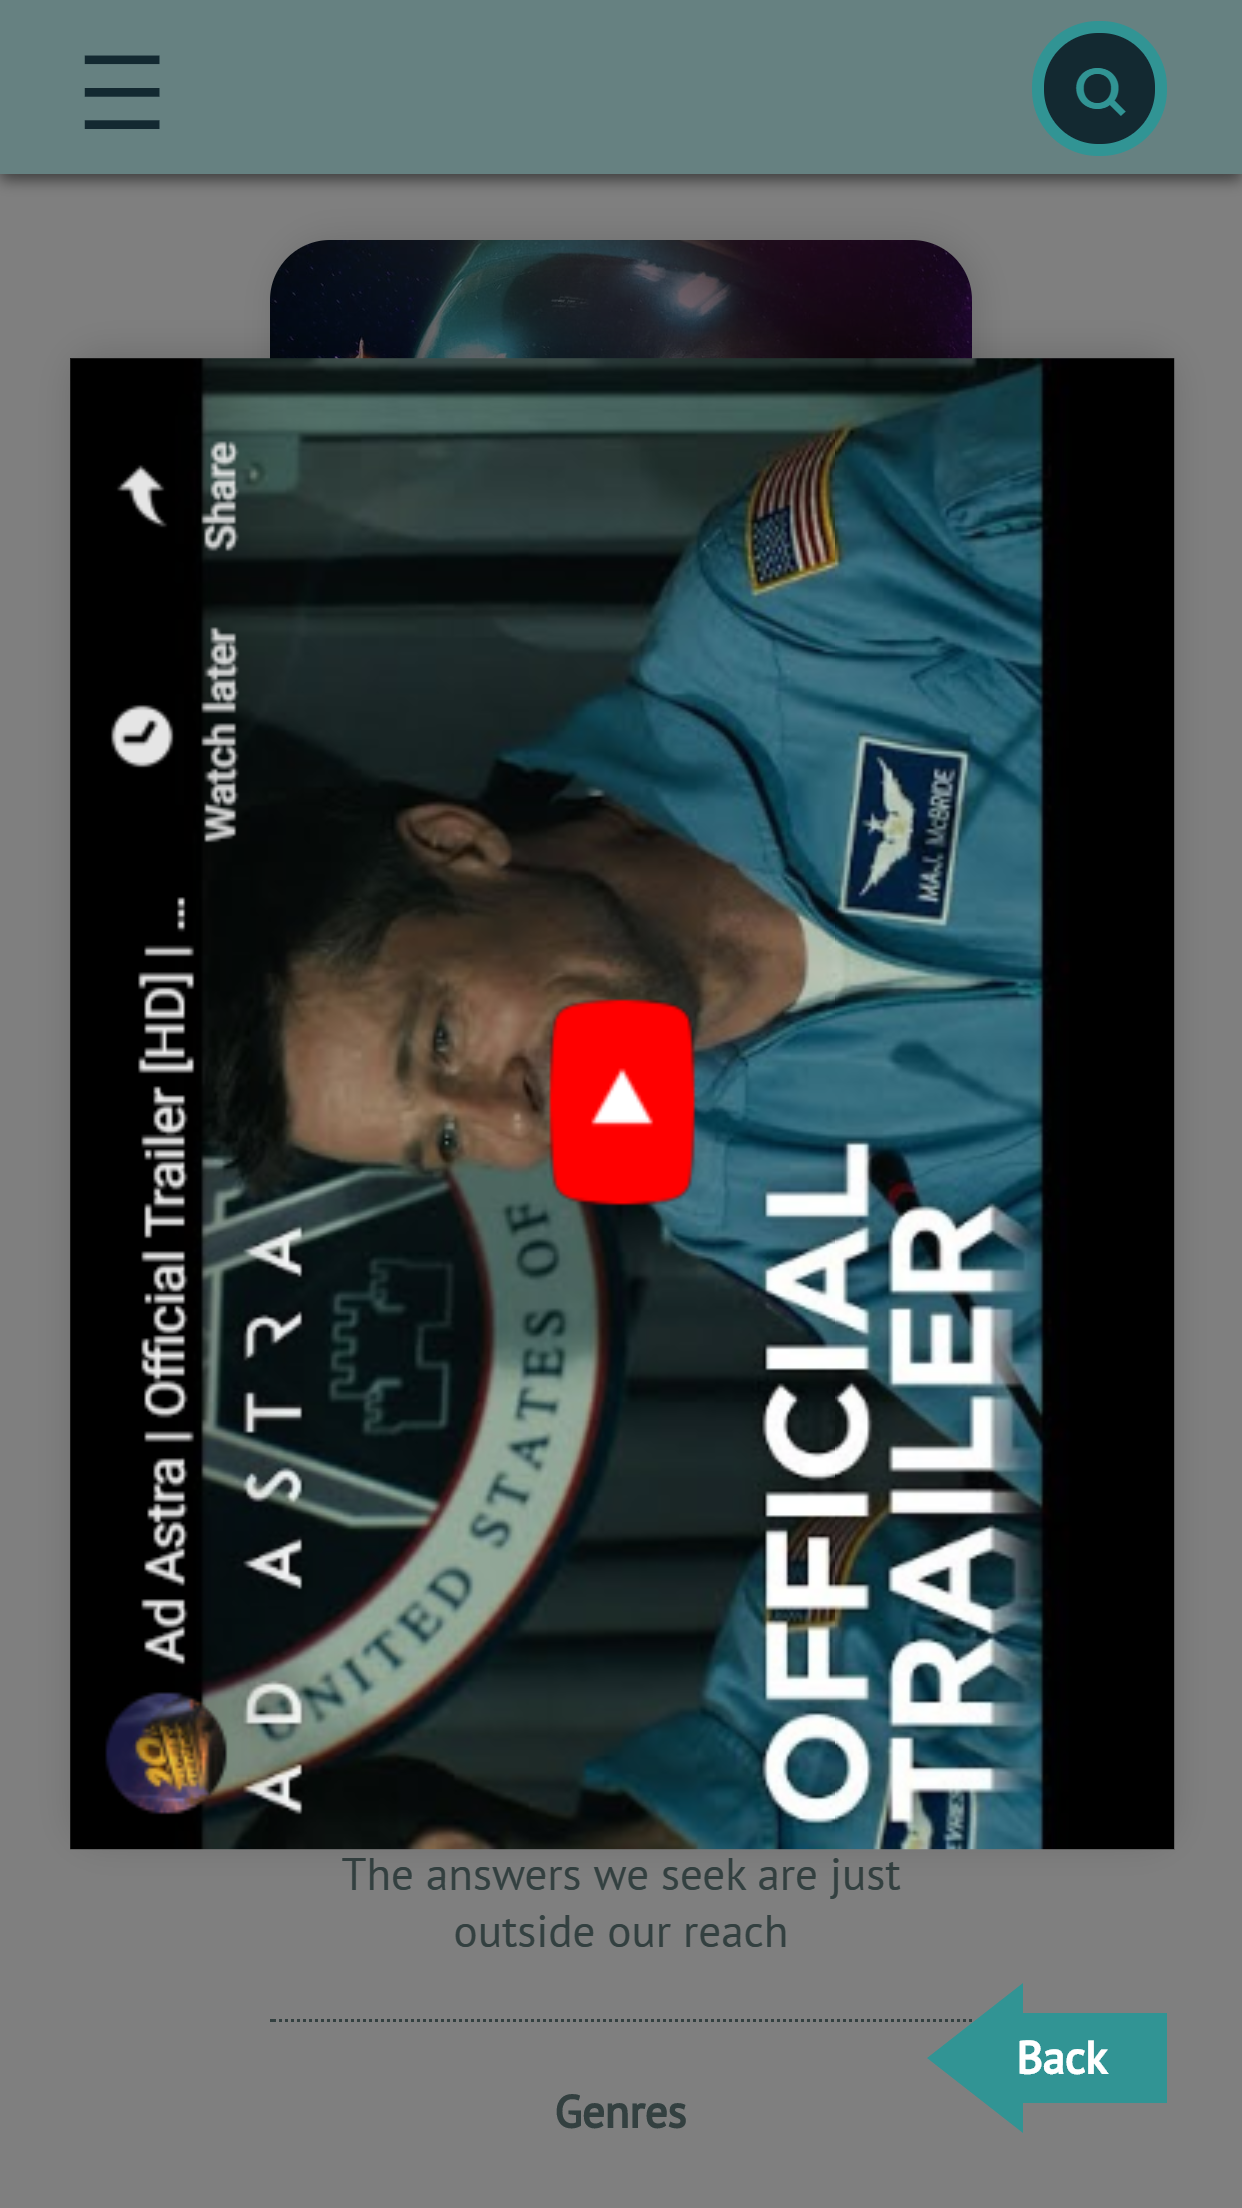 Ad Astra | Official Trailer [HD] | ...
Watch later
Share
20
AD ASTRA
UNITED STATES OF
MAJ. McBRIDE
OFFICIAL
TRAILER
The answers we seek are just
outside our reach
Back
Genres